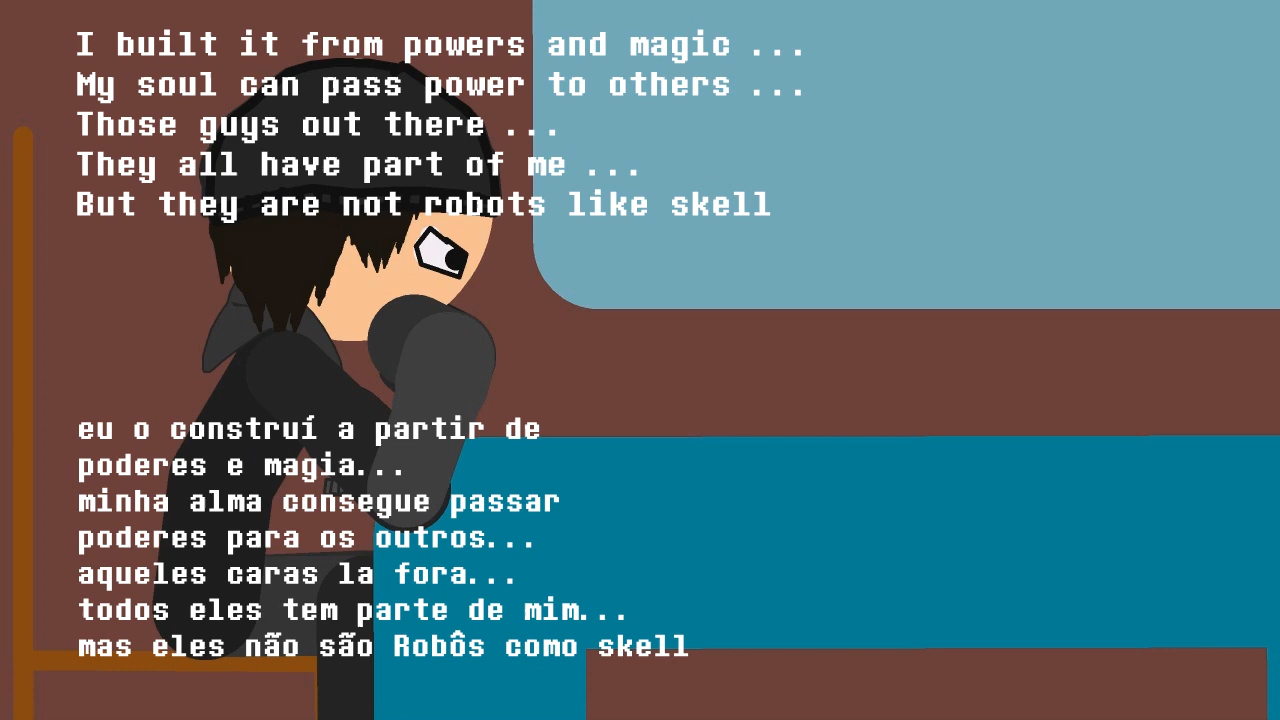 I built it from powers and magic ...
My soul can pass power to others ...
Those guys out there ...
They all have part of me ...
But they are not robots like skell
eu o construí a partir de
poderes e magia...
minha alma consegue passar
poderes para os outros...
aqueles caras la fora...
todos eles tem parte de mim...
mas eles não são Robôs como skell